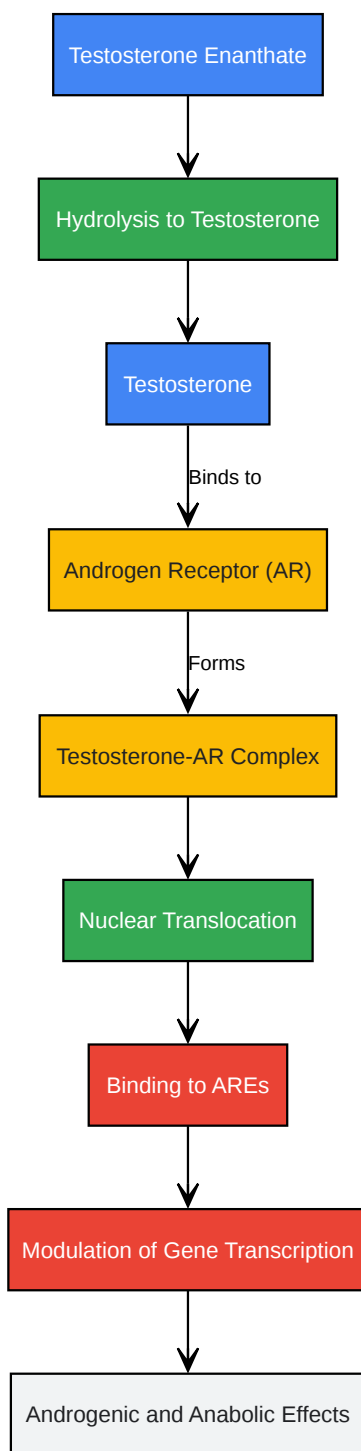 Testosterone Enanthate
Hydrolysis to Testosterone
Testosterone
Binds to
Androgen Receptor (AR)
Forms
Testosterone-AR Complex
Nuclear Translocation
Binding to AREs
Modulation of Gene Transcription
Androgenic and Anabolic Effects